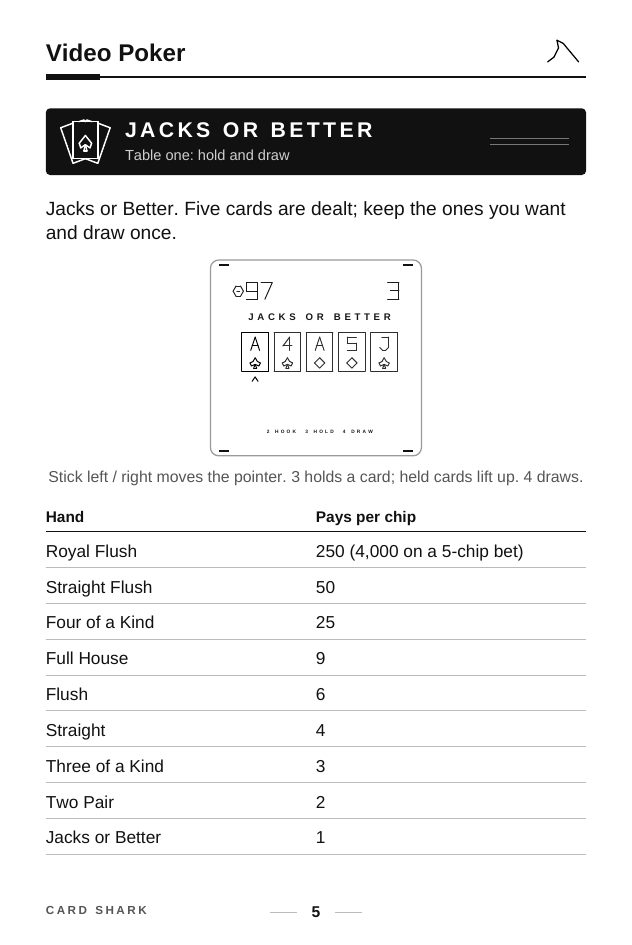 Video Poker
JACKS OR BETTER
Table one: hold and draw
Jacks or Better. Five cards are dealt; keep the ones you want
and draw once.
97 3
JACKS OR BETTER
A 4 A 5 J
2 HOOK 3 HOLD 4 DRAW
Stick left / right moves the pointer. 3 holds a card; held cards lift up. 4 draws.
Hand Pays per chip
Royal Flush 250 (4,000 on a 5-chip bet)
Straight Flush 50
Four of a Kind 25
Full House 9
Flush 6
Straight 4
Three of a Kind 3
Two Pair 2
Jacks or Better 1
CARD SHARK 5